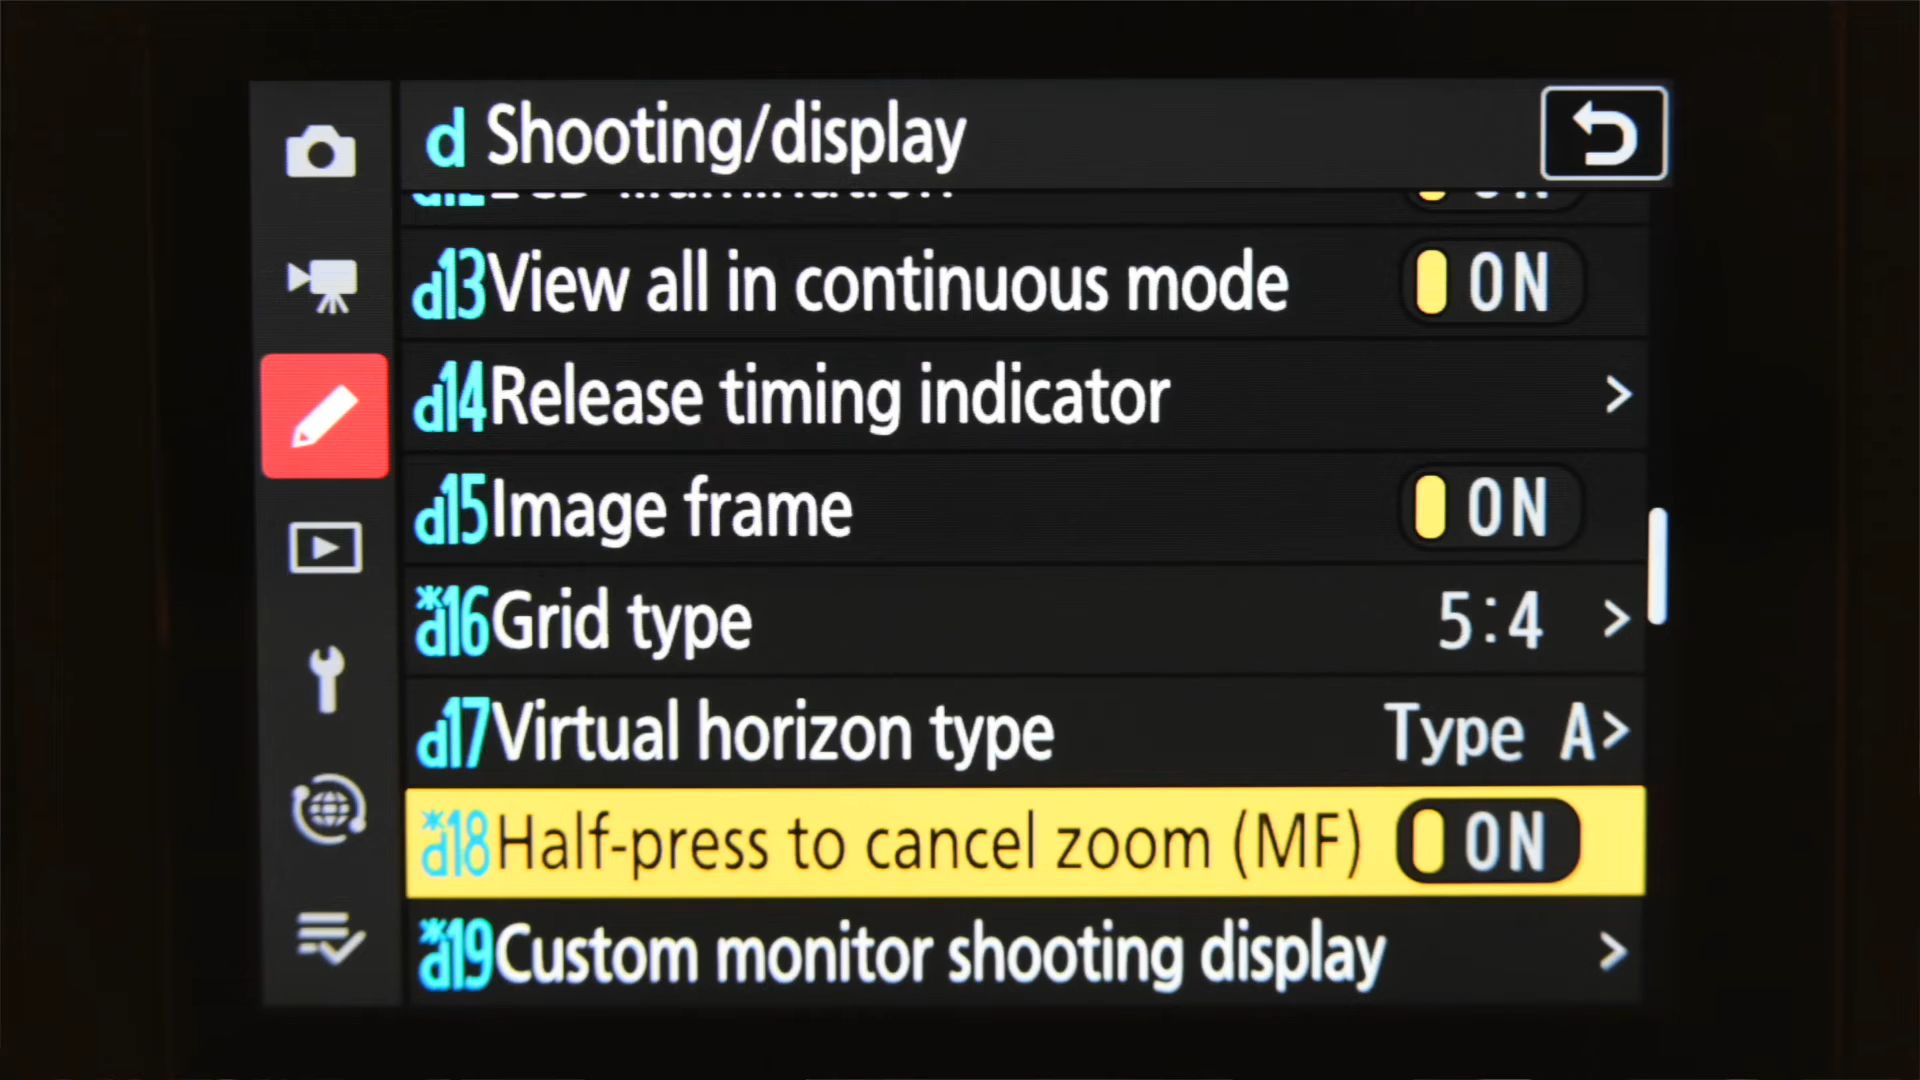 d Shooting/display
d13 View all in continuous mode ON
d14 Release timing indicator >
d15 Image frame ON
*d16 Grid type 5:4 >
d17 Virtual horizon type Type A >
*d18 Half-press to cancel zoom (MF) ON
*d19 Custom monitor shooting display >